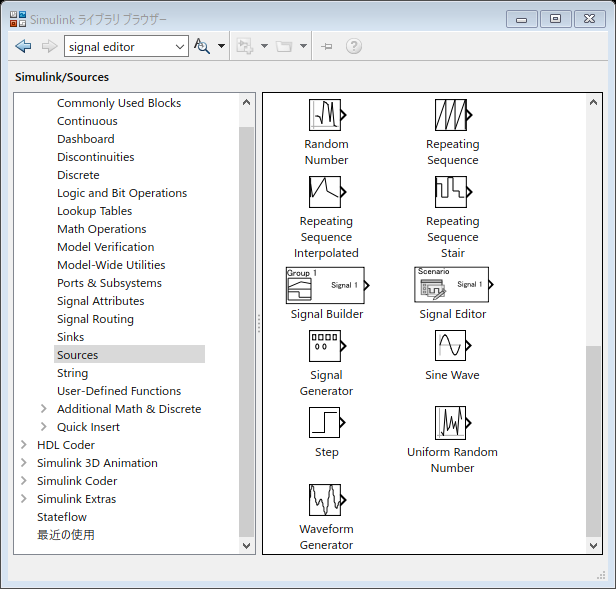 Simulink ライブラリ ブラウザー
signal editor
Simulink/Sources
Commonly Used Blocks
Continuous
Dashboard
Discontinuities
Discrete
Logic and Bit Operations
Lookup Tables
Math Operations
Model Verification
Model-Wide Utilities
Ports & Subsystems
Signal Attributes
Signal Routing
Sinks
Sources
String
User-Defined Functions
Additional Math & Discrete
Quick Insert
HDL Coder
Simulink 3D Animation
Simulink Coder
Simulink Extras
Stateflow
最近の使用
Random
Number
Repeating
Sequence
Repeating
Sequence
Interpolated
Repeating
Sequence
Stair
Group 1
Signal 1
Signal Builder
Scenario
Signal 1
Signal Editor
Signal
Generator
Sine Wave
Step
Uniform Random
Number
Waveform
Generator